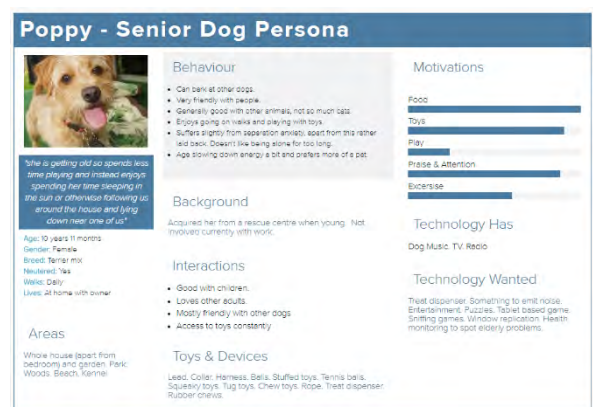 Poppy - Senior Dog Persona
"she is getting old so spends less
time playing and instead enjoys
spending her time sleeping in
the sun or otherwise following us
around the house and lying
down near one of us"
Age: 10 years 11 months
Gender: Female
Breed: Terrier mix
Neutered: Yes
Walks: Daily
Lives: At home with owner
Areas
Whole house (apart from
bedroom) and garden. Park,
Woods, Beach, Kennel
Behaviour
• Can bark at other dogs.
• Very friendly with people.
• Generally good with other animals, not so much cats.
• Enjoys going on walks and playing with toys.
• Suffers slightly from seperation anxiety, apart from this rather
laid back. Doesn't like being alone for too long.
• Age slowing down energy a bit and prefers more of a pat.
Background
Acquired her from a rescue centre when young. Not
involved currently with work.
Interactions
• Good with children.
• Loves other adults.
• Mostly friendly with other dogs
• Access to toys constantly
Toys & Devices
Lead, Collar, Harness, Balls, Stuffed toys, Tennis balls,
Squeaky toys, Tug toys, Chew toys, Rope, Treat dispenser.
Rubber chews.
Motivations
Food
Toys
Play
Praise & Attention
Excersise
Technology Has
Dog Music, TV, Radio
Technology Wanted
Treat dispenser. Something to emit noise.
Entertainment. Puzzles. Tablet based game.
Sniffing games. Window replication. Health
monitoring to spot elderly problems.